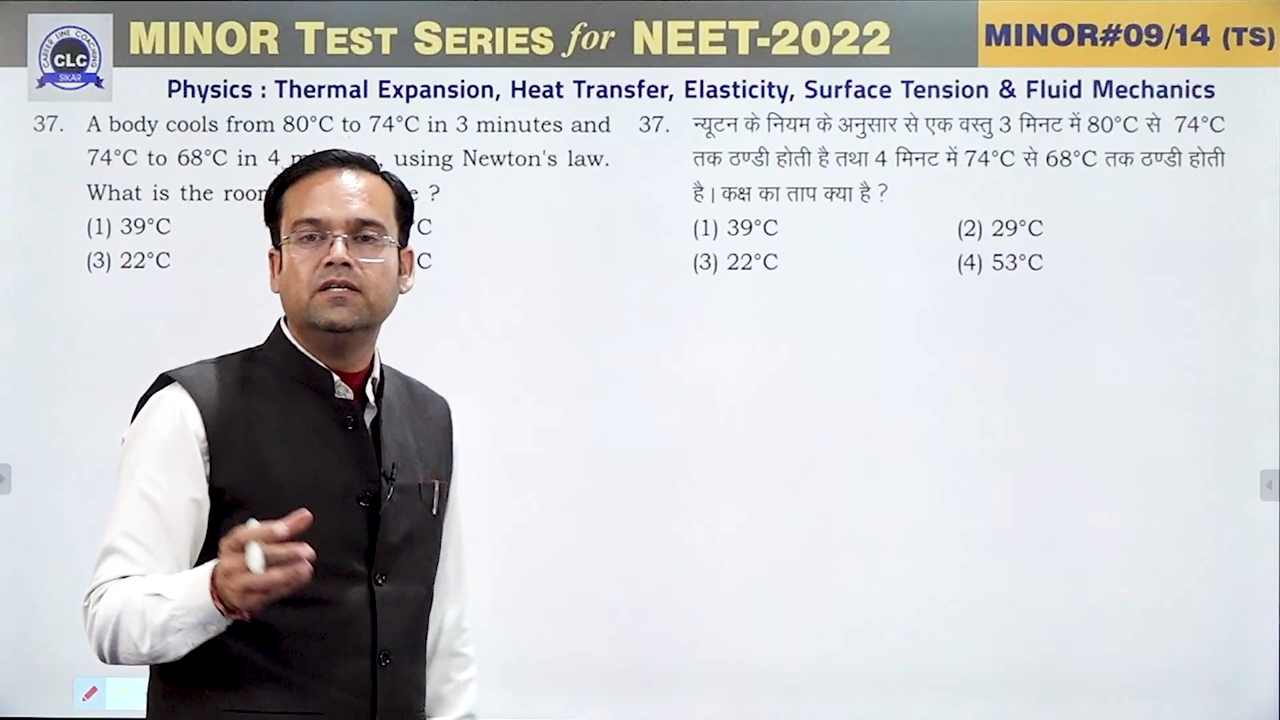 MINOR TEST SERIES for NEET-2022
MINOR#09/14 (TS)
CAREER LINE COACHING
CLC
SIKAR
Physics : Thermal Expansion, Heat Transfer, Elasticity, Surface Tension & Fluid Mechanics
37. A body cools from 80°C to 74°C in 3 minutes and
74°C to 68°C in 4 using Newton's law.
What is the ?
(1) 39°C
(3) 22°C
37. न्यूटन के नियम के अनुसार से एक वस्तु 3 मिनट में 80°C से 74°C
तक ठण्डी होती है तथा 4 मिनट में 74°C से 68°C तक ठण्डी होती
है। कक्ष का ताप क्या है ?
(1) 39°C (2) 29°C
(3) 22°C (4) 53°C